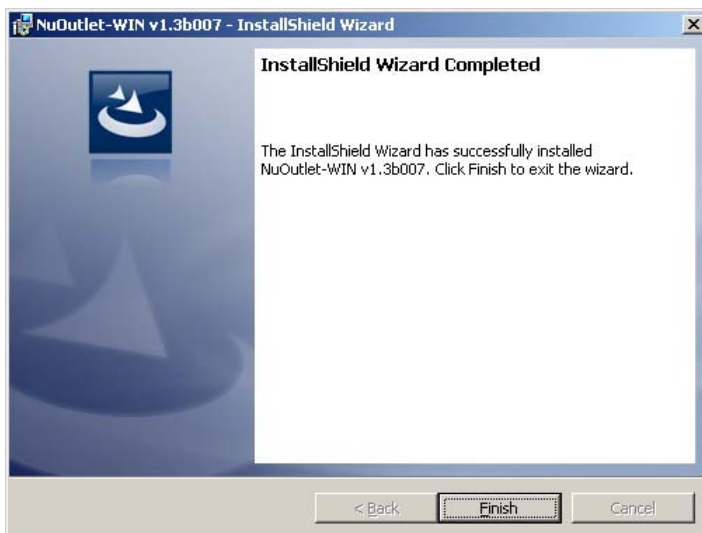 NuOutlet-WIN v1.3b007 - InstallShield Wizard
InstallShield Wizard Completed
The InstallShield Wizard has successfully installed
NuOutlet-WIN v1.3b007. Click Finish to exit the wizard.
< Back Finish Cancel